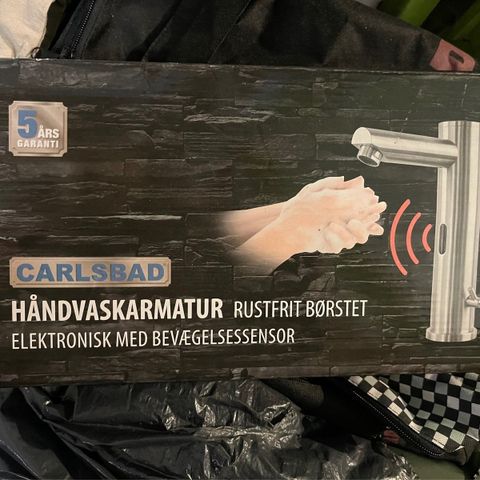 5 ÅRS
GARANTI
CARLSBAD
HÅNDVASKARMATUR RUSTFRIT BØRSTET
ELEKTRONISK MED BEVÆGELSESSENSOR